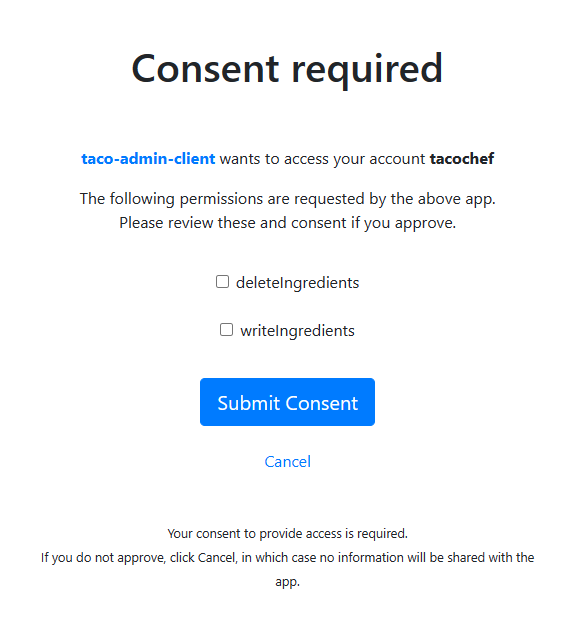 Consent required
taco-admin-client wants to access your account tacochef
The following permissions are requested by the above app.
Please review these and consent if you approve.
deleteIngredients
writeIngredients
Submit Consent
Cancel
Your consent to provide access is required.
If you do not approve, click Cancel, in which case no information will be shared with the
app.